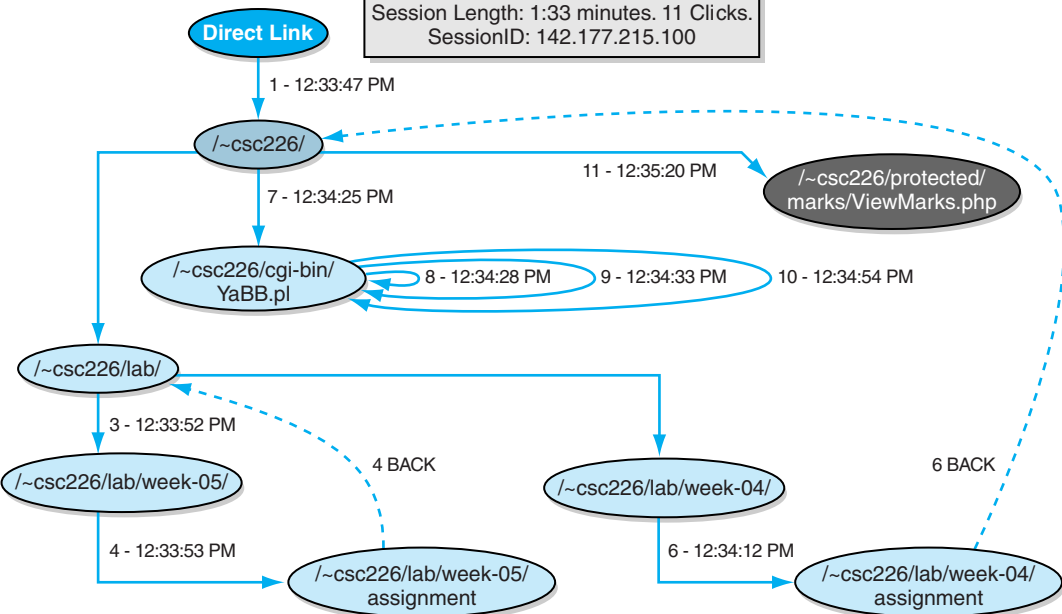 Session Length: 1:33 minutes. 11 Clicks.
SessionID: 142.177.215.100
Direct Link
1 - 12:33:47 PM
/~csc226/
11 - 12:35:20 PM
/~csc226/protected/
marks/ViewMarks.php
7 - 12:34:25 PM
/~csc226/cgi-bin/
YaBB.pl
8 - 12:34:28 PM
9 - 12:34:33 PM
10 - 12:34:54 PM
/~csc226/lab/
3 - 12:33:52 PM
4 BACK
6 BACK
/~csc226/lab/week-05/
/~csc226/lab/week-04/
4 - 12:33:53 PM
6 - 12:34:12 PM
/~csc226/lab/week-05/
assignment
/~csc226/lab/week-04/
assignment